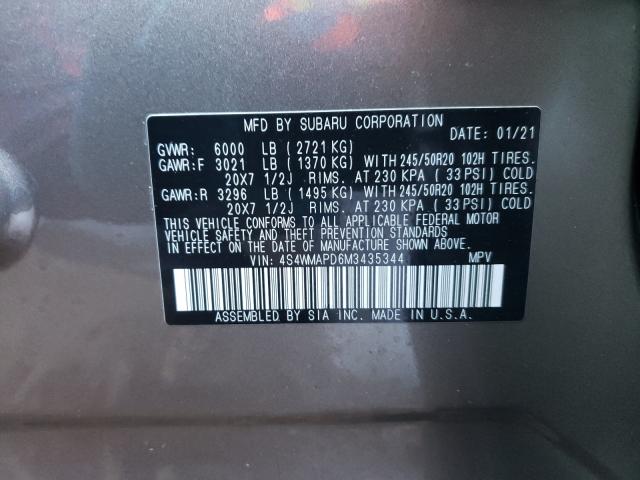 MFD BY SUBARU CORPORATION
DATE: 01/21
GVWR: 6000 LB (2721 KG)
GAWR:F 3021 LB (1370 KG) WITH 245/50R20 102H TIRES.
20X7 1/2J RIMS. AT 230 KPA (33 PSI) COLD
GAWR:R 3296 LB (1495 KG) WITH 245/50R20 102H TIRES.
20X7 1/2J RIMS. AT 230 KPA (33 PSI) COLD
THIS VEHICLE CONFORMS TO ALL APPLICABLE FEDERAL MOTOR
VEHICLE SAFETY AND THEFT PREVENTION STANDARDS
IN EFFECT ON THE DATE OF MANUFACTURE SHOWN ABOVE.
VIN: 4S4WMAPD6M3435344 MPV
ASSEMBLED BY SIA INC. MADE IN U.S.A.